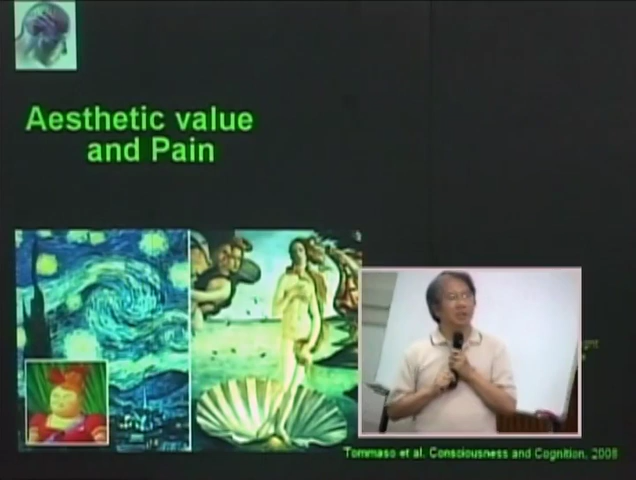 Aesthetic value
and Pain
Tommaso et al. Consciousness and Cognition, 2008